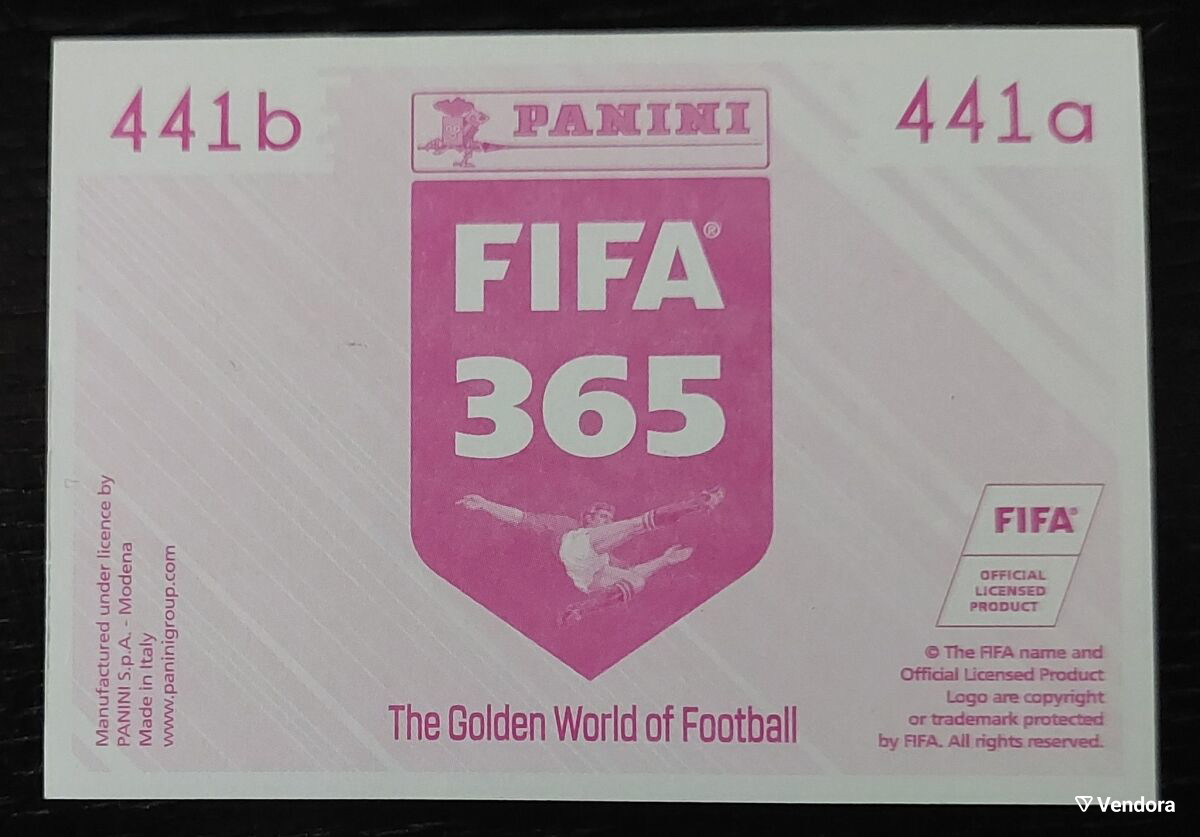 441b
PANINI
441a
FIFA®
365
Manufactured under licence by
PANINI S.p.A. - Modena
Made in Italy
www.paninigroup.com
FIFA®
OFFICIAL
LICENSED
PRODUCT
© The FIFA name and
Official Licensed Product
Logo are copyright
or trademark protected
by FIFA. All rights reserved.
The Golden World of Football
Vendora